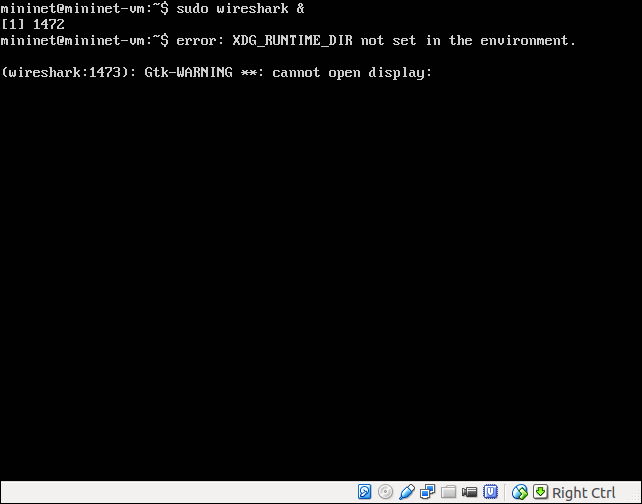 mininet@mininet-vm:~$ sudo wireshark &
[1] 1472
mininet@mininet-vm:~$ error: XDG_RUNTIME_DIR not set in the environment.
(wireshark:1473): Gtk-WARNING **: cannot open display:
Right Ctrl